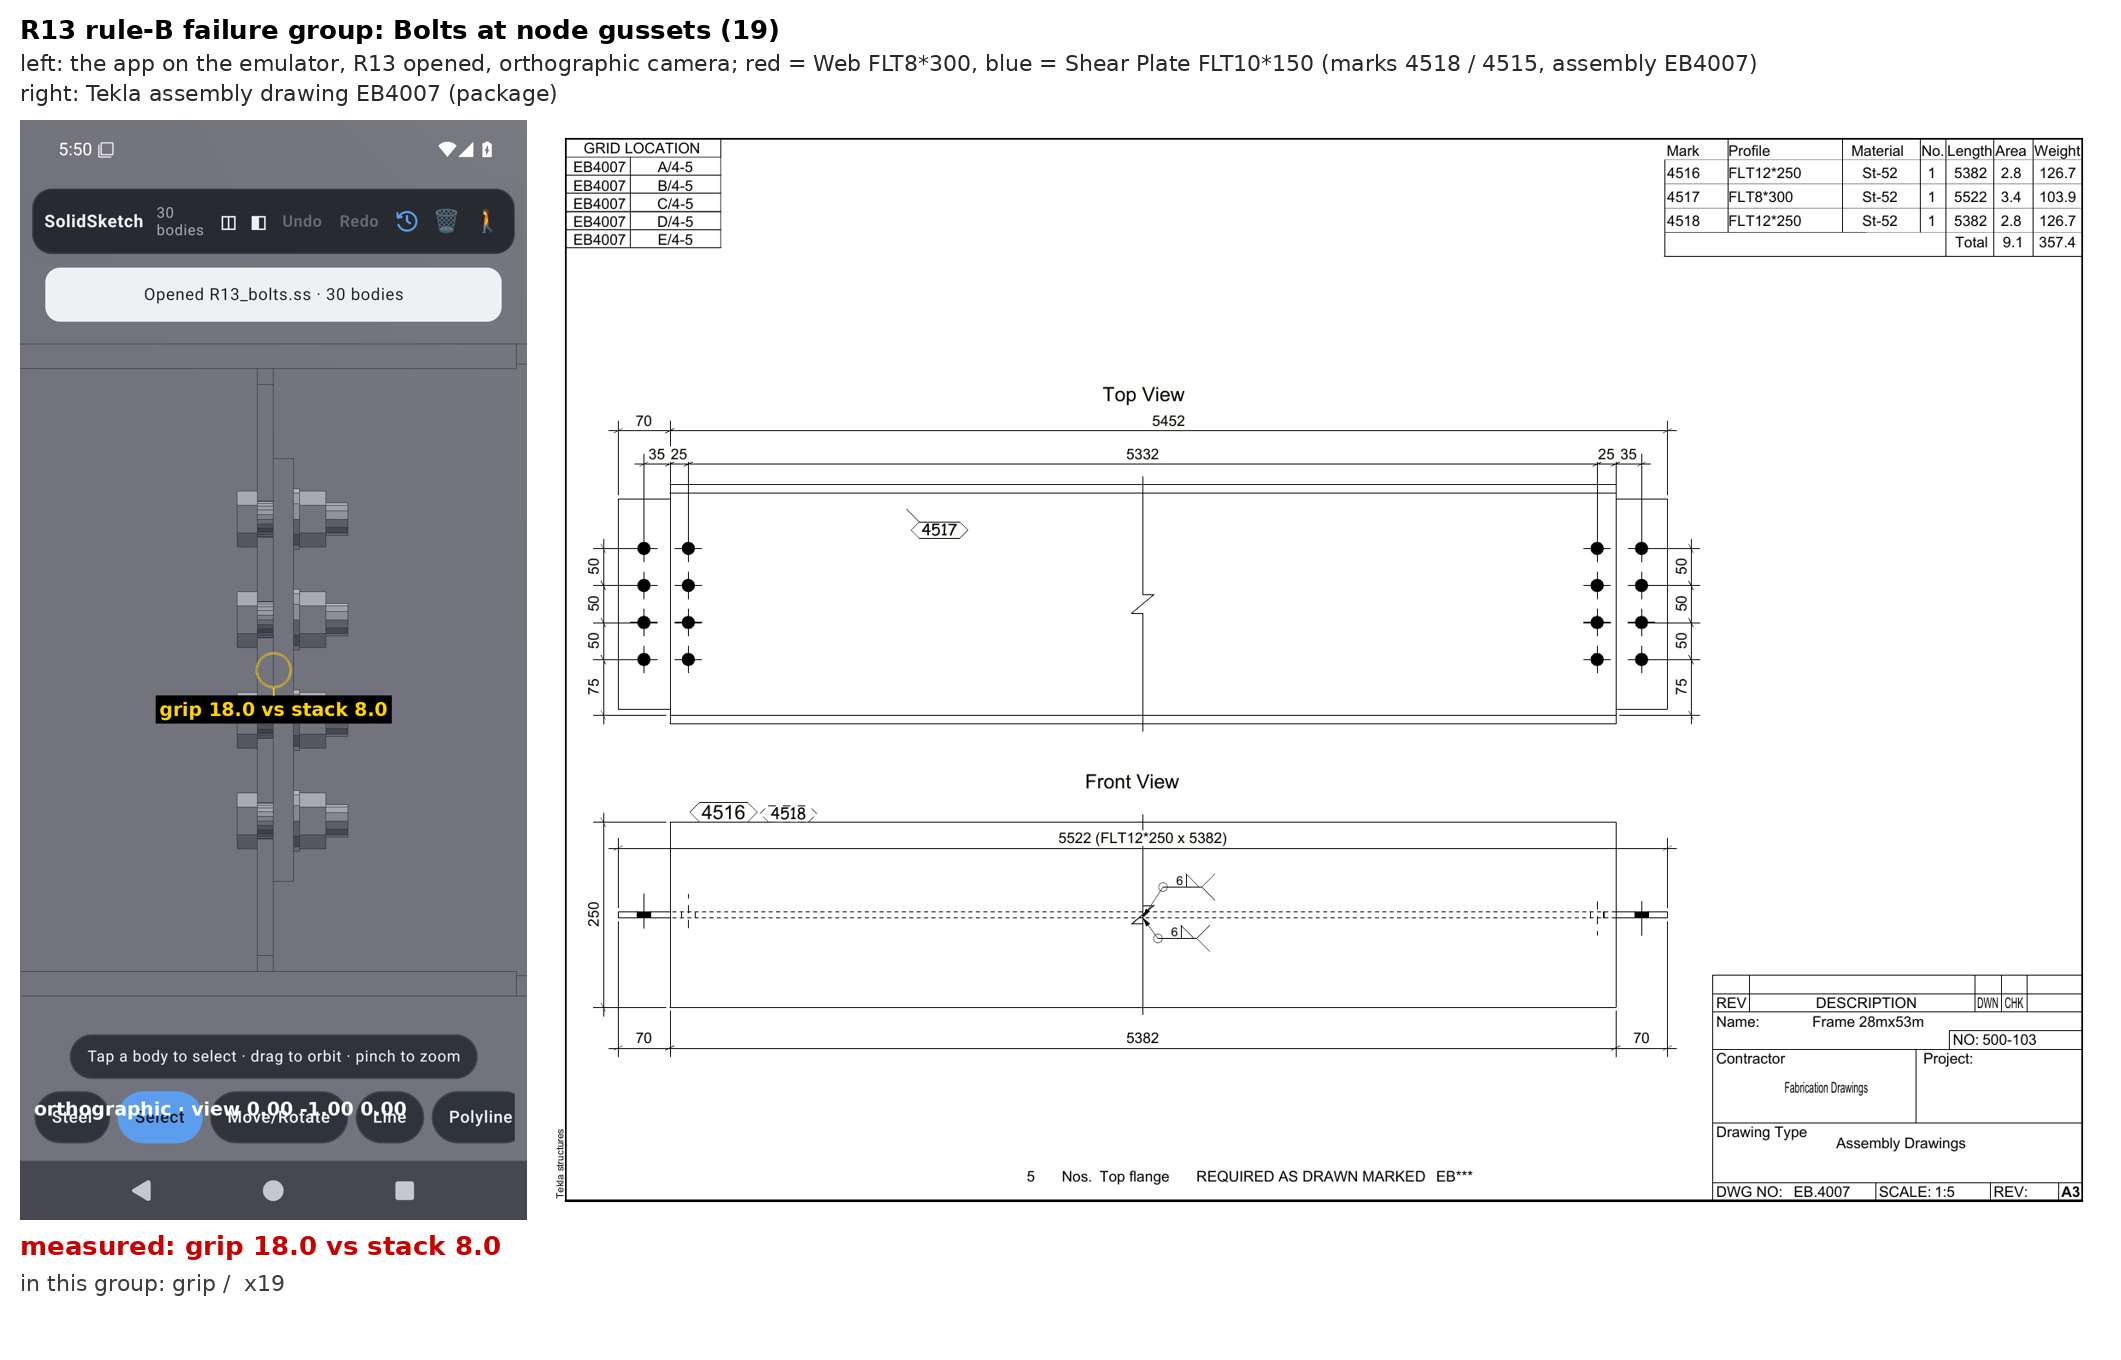 R13 rule-B failure group: Bolts at node gussets (19)
left: the app on the emulator, R13 opened, orthographic camera; red = Web FLT8*300, blue = Shear Plate FLT10*150 (marks 4518 / 4515, assembly EB4007)
right: Tekla assembly drawing EB4007 (package)
5:50
SolidSketch 30 bodies Undo Redo
Opened R13_bolts.ss · 30 bodies
grip 18.0 vs stack 8.0
Tap a body to select · drag to orbit · pinch to zoom
orthographic · view 0.00 -1.00 0.00
Steel Select Move/Rotate Line Polyline
measured: grip 18.0 vs stack 8.0
in this group: grip / x19
GRID LOCATION
EB4007 A/4-5
EB4007 B/4-5
EB4007 C/4-5
EB4007 D/4-5
EB4007 E/4-5
Mark Profile Material No. Length Area Weight
4516 FLT12*250 St-52 1 5382 2.8 126.7
4517 FLT8*300 St-52 1 5522 3.4 103.9
4518 FLT12*250 St-52 1 5382 2.8 126.7
Total 9.1 357.4
Top View
70 5452
35 25 5332 25 35
4517
50 50
50 50
50 50
75 75
Front View
4516 4518
5522 (FLT12*250 x 5382)
6
250
6
70 5382 70
REV DESCRIPTION DWN CHK
Name: Frame 28mx53m
NO: 500-103
Contractor Project:
Fabrication Drawings
Drawing Type
Assembly Drawings
5 Nos. Top flange REQUIRED AS DRAWN MARKED EB***
DWG NO: EB.4007 SCALE: 1:5 REV: A3
Tekla structures